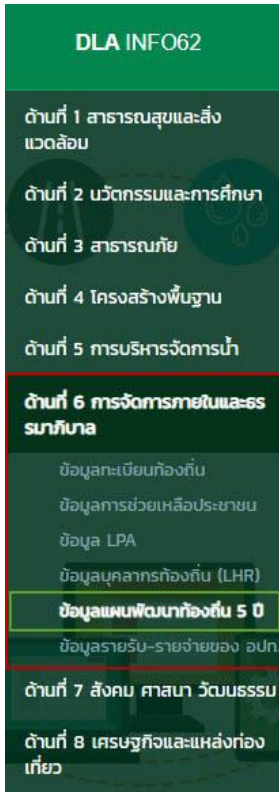 DLA INFO62
ด้านที่ 1 สาธารณสุขและสิ่ง
แวดล้อม
ด้านที่ 2 นวัตกรรมและการศึกษา
ด้านที่ 3 สาธารณภัย
ด้านที่ 4 โครงสร้างพื้นฐาน
ด้านที่ 5 การบริหารจัดการน้ำ
ด้านที่ 6 การจัดการภายในและธร
รมาภิบาล
ข้อมูลทะเบียนท้องถิ่น
ข้อมูลการช่วยเหลือประชาชน
ข้อมูล LPA
ข้อมูลบุคลากรท้องถิ่น (LHR)
ข้อมูลแผนพัฒนาท้องถิ่น 5 ปี
ข้อมูลรายรับ-รายจ่ายของ อปท.
ด้านที่ 7 สังคม ศาสนา วัฒนธรรม
ด้านที่ 8 เศรษฐกิจและแหล่งท่อง
เที่ยว